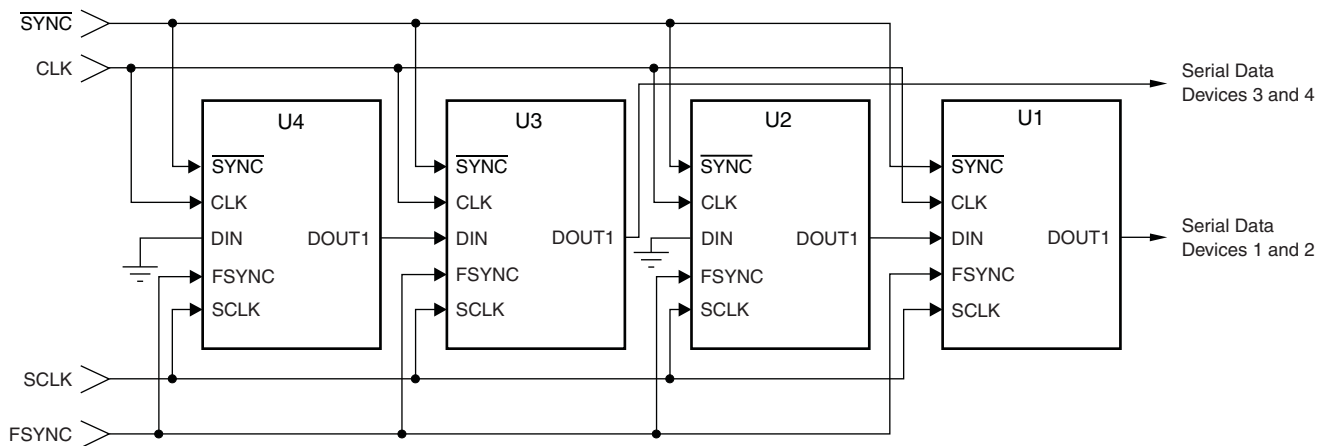 SYNC
CLK
Serial Data
Devices 3 and 4
U4
SYNC
CLK
DIN
DOUT1
FSYNC
SCLK
U3
SYNC
CLK
DIN
DOUT1
FSYNC
SCLK
U2
SYNC
CLK
DIN
DOUT1
FSYNC
SCLK
U1
SYNC
CLK
DIN
DOUT1
FSYNC
SCLK
Serial Data
Devices 1 and 2
SCLK
FSYNC